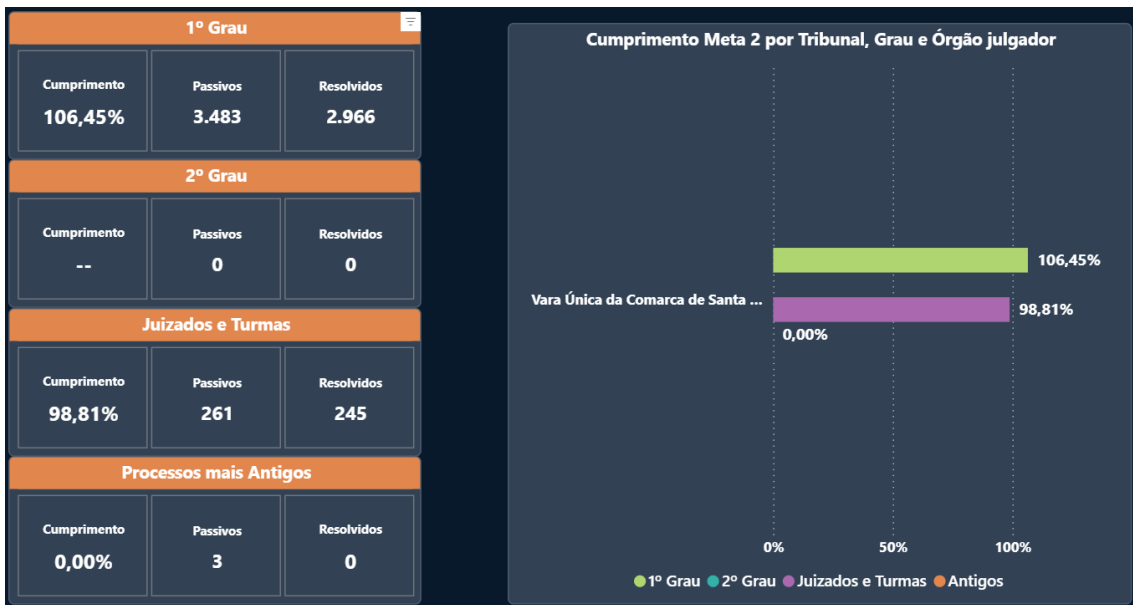 1º Grau
Cumprimento Passivos Resolvidos
106,45% 3.483 2.966
2º Grau
Cumprimento Passivos Resolvidos
-- 0 0
Juizados e Turmas
Cumprimento Passivos Resolvidos
98,81% 261 245
Processos mais Antigos
Cumprimento Passivos Resolvidos
0,00% 3 0
Cumprimento Meta 2 por Tribunal, Grau e Órgão julgador
106,45%
Vara Única da Comarca de Santa ...
98,81%
0,00%
0% 50% 100%
1º Grau 2º Grau Juizados e Turmas Antigos